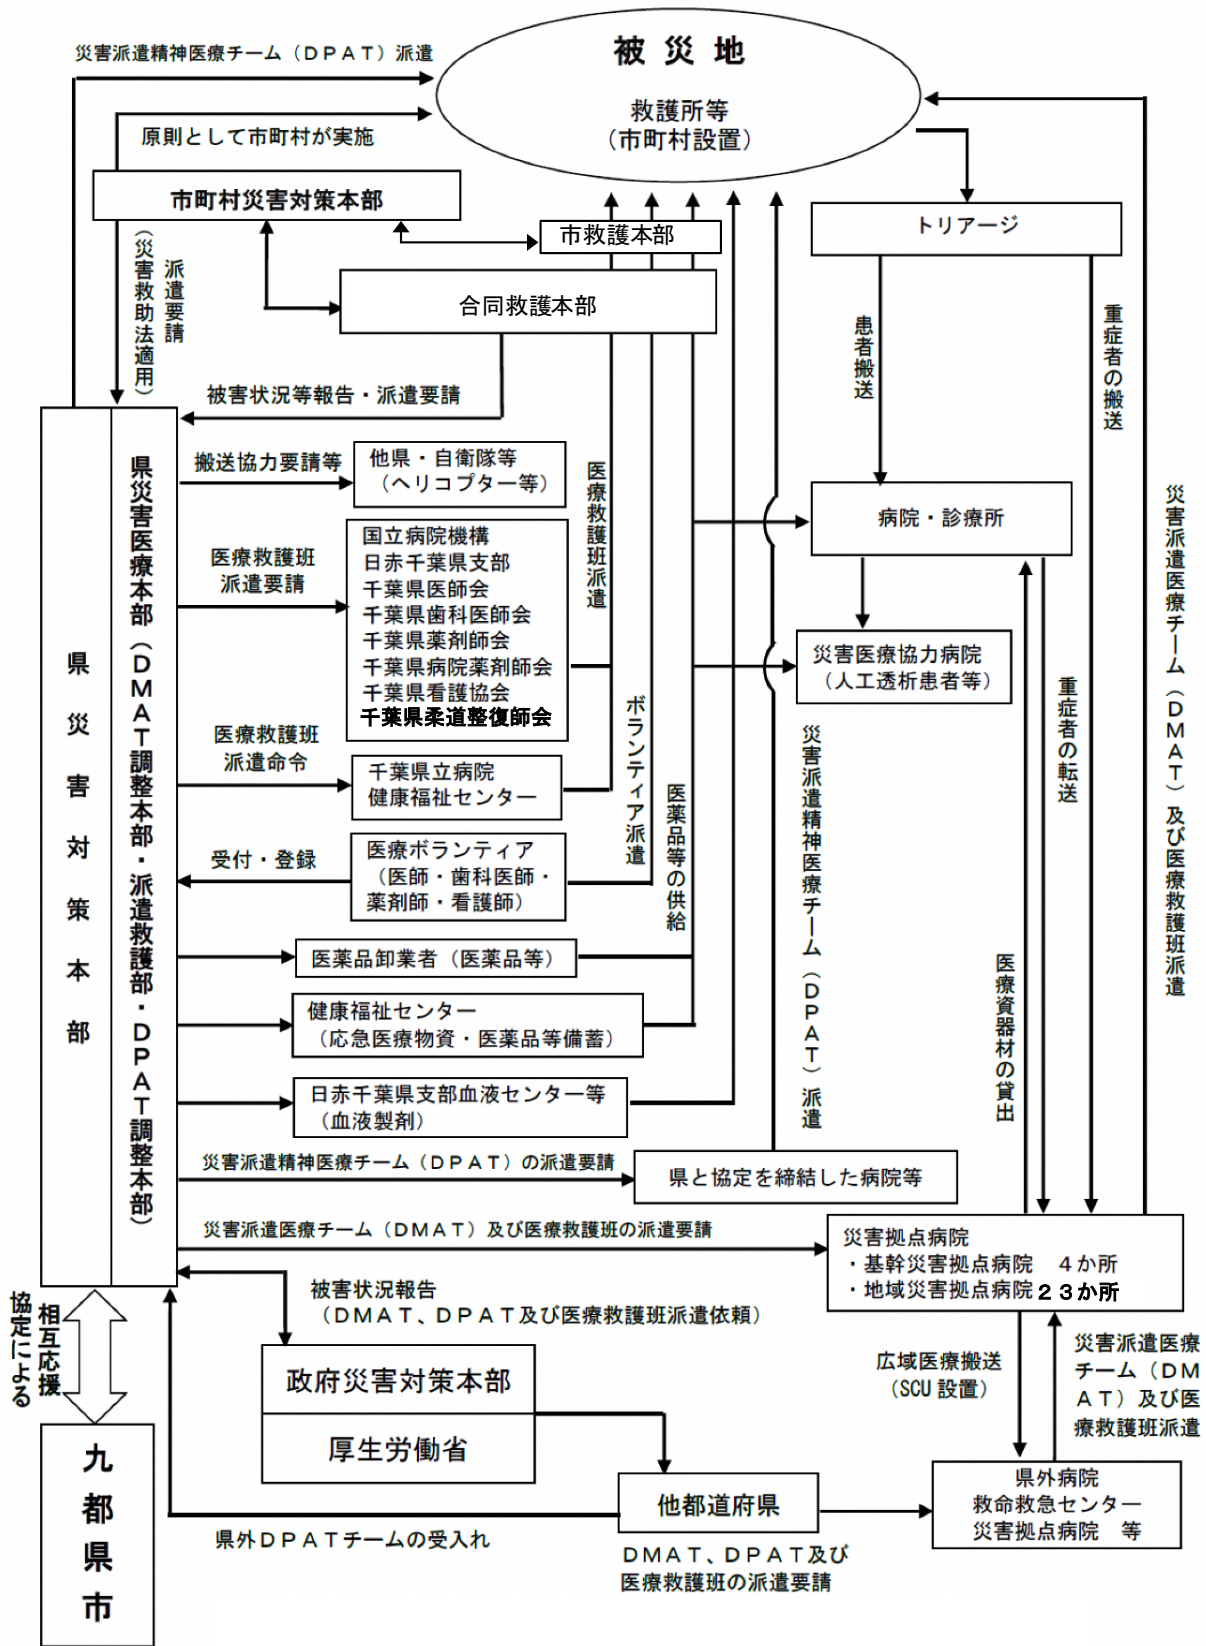 災害派遣精神医療チーム（ＤＰＡＴ）派遣
被 災 地
救護所等
（市町村設置）
原則として市町村が実施
市町村災害対策本部
市救護本部
トリアージ
合同救護本部
派遣要請
（災害救助法適用）
患者搬送
重症者の搬送
被害状況等報告・派遣要請
県災害対策本部
県災害医療本部（ＤＭＡＴ調整本部・派遣救護部・ＤＰＡＴ調整本部）
搬送協力要請等
他県・自衛隊等
（ヘリコプター等）
医療救護班派遣
病院・診療所
災害派遣医療チーム（ＤＭＡＴ）及び医療救護班派遣
医療救護班
派遣要請
国立病院機構
日赤千葉県支部
千葉県医師会
千葉県歯科医師会
千葉県薬剤師会
千葉県病院薬剤師会
千葉県看護協会
千葉県柔道整復師会
災害医療協力病院
（人工透析患者等）
重症者の転送
ボランティア派遣
医療救護班
派遣命令
千葉県立病院
健康福祉センター
医薬品等の供給
災害派遣精神医療チーム（ＤＰＡＴ）派遣
受付・登録
医療ボランティア
（医師・歯科医師・
薬剤師・看護師）
医薬品卸業者（医薬品等）
医療資器材の貸出
健康福祉センター
（応急医療物資・医薬品等備蓄）
日赤千葉県支部血液センター等
（血液製剤）
災害派遣精神医療チーム（ＤＰＡＴ）の派遣要請
県と協定を締結した病院等
災害派遣医療チーム（ＤＭＡＴ）及び医療救護班の派遣要請
災害拠点病院
・基幹災害拠点病院　４か所
・地域災害拠点病院 ２３か所
被害状況報告
（ＤＭＡＴ、ＤＰＡＴ及び医療救護班派遣依頼）
相互応援
協定による
政府災害対策本部
厚生労働省
広域医療搬送
（SCU 設置）
災害派遣医療
チーム（ＤＭ
ＡＴ）及び医
療救護班派遣
九都県市
他都道府県
県外病院
救命救急センター
災害拠点病院　等
県外ＤＰＡＴチームの受入れ
ＤＭＡＴ、ＤＰＡＴ及び
医療救護班の派遣要請